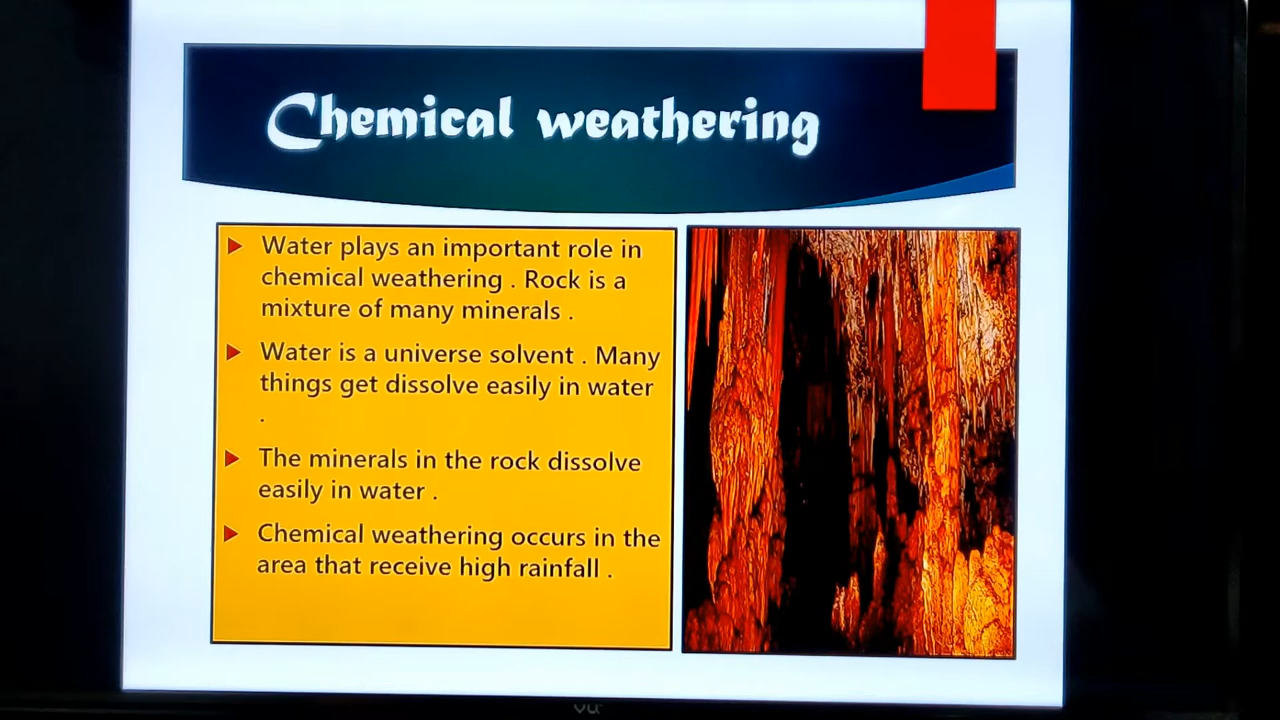 Chemical weathering
Water plays an important role in
chemical weathering . Rock is a
mixture of many minerals .
Water is a universe solvent . Many
things get dissolve easily in water
.
The minerals in the rock dissolve
easily in water .
Chemical weathering occurs in the
area that receive high rainfall .
VU